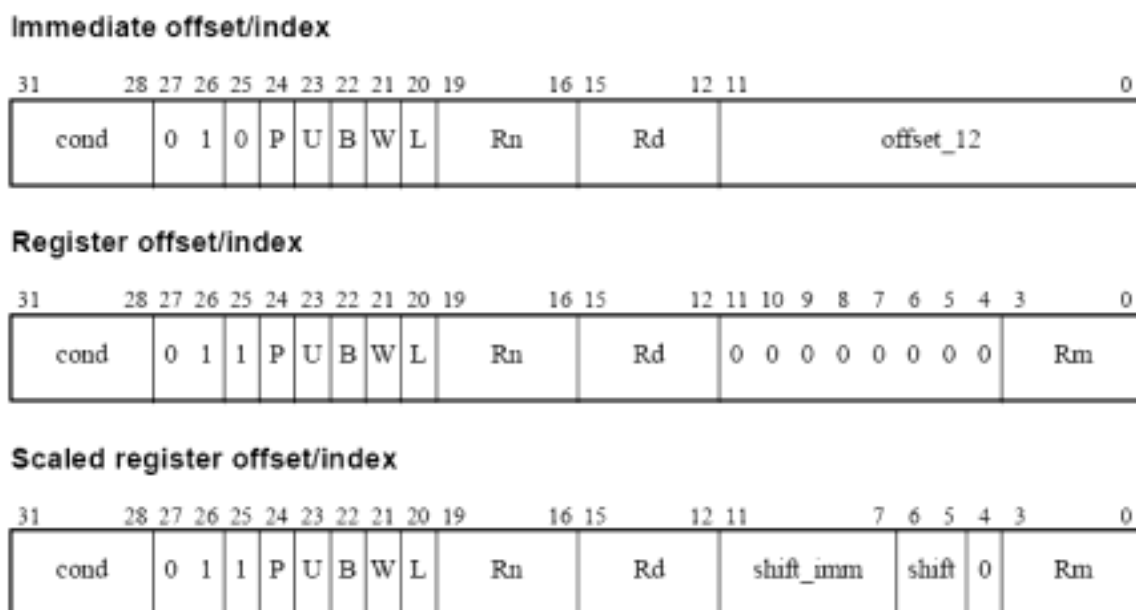 Immediate offset/index
31 28 27 26 25 24 23 22 21 20 19 16 15 12 11 0
cond 0 1 0 P U B W L Rn Rd offset_12
Register offset/index
31 28 27 26 25 24 23 22 21 20 19 16 15 12 11 10 9 8 7 6 5 4 3 0
cond 0 1 1 P U B W L Rn Rd 0 0 0 0 0 0 0 0 Rm
Scaled register offset/index
31 28 27 26 25 24 23 22 21 20 19 16 15 12 11 7 6 5 4 3 0
cond 0 1 1 P U B W L Rn Rd shift_imm shift 0 Rm